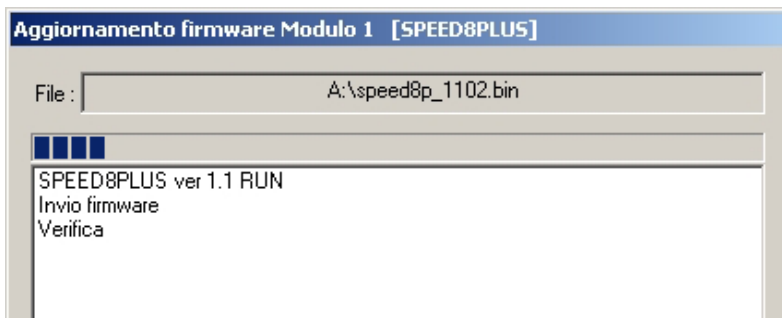 Aggiornamento firmware Modulo 1 [SPEED8PLUS]
File : A:\speed8p_1102.bin
SPEED8PLUS ver 1.1 RUN
Invio firmware
Verifica